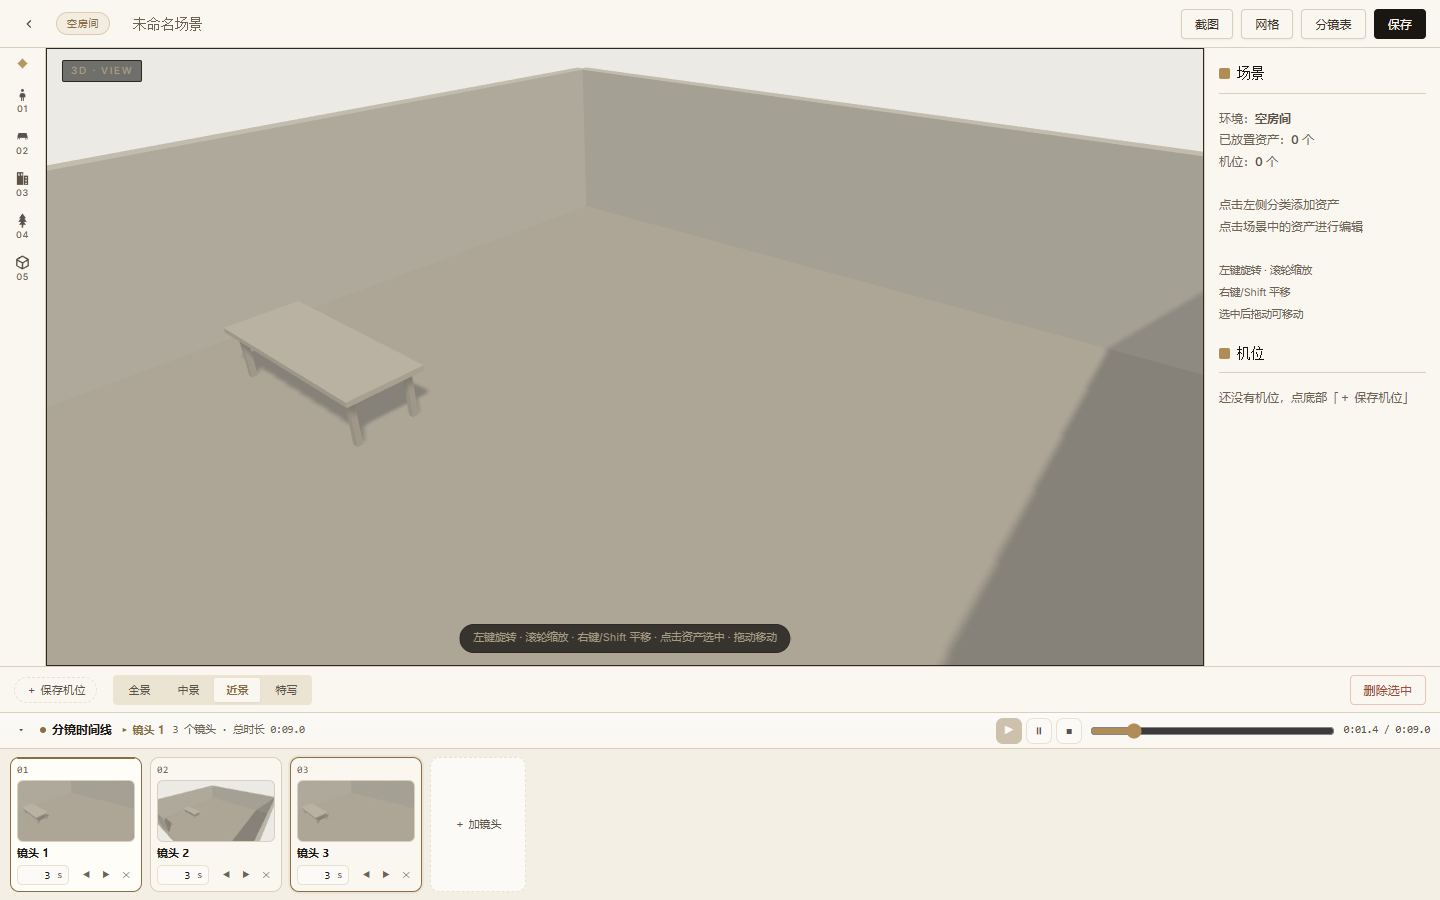 空房间
未命名场景
截图
网格
分镜表
保存
3D · VIEW
01
02
03
04
05
场景
环境：空房间
已放置资产：0 个
机位：0 个
点击左侧分类添加资产
点击场景中的资产进行编辑
左键旋转 · 滚轮缩放
右键/Shift 平移
选中后拖动可移动
机位
还没有机位，点底部「 + 保存机位」
左键旋转 · 滚轮缩放 · 右键/Shift 平移 · 点击资产选中 · 拖动移动
+ 保存机位
全景
中景
近景
特写
删除选中
分镜时间线
▸ 镜头 1
3 个镜头 · 总时长 0:09.0
0:01.4 / 0:09.0
01
镜头 1
3 s
02
镜头 2
3 s
03
镜头 3
3 s
+ 加镜头